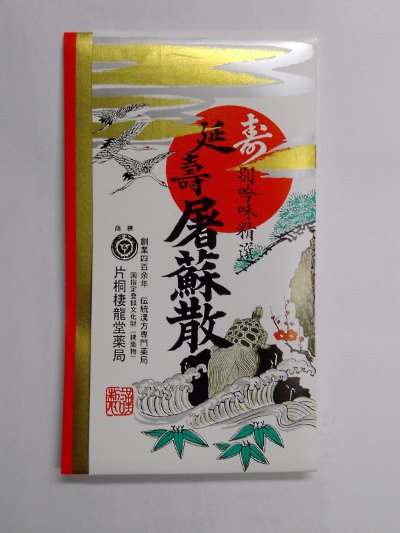 寿
別吟味精選
延壽
屠蘇散
創業四百余年 伝統漢方専門薬局
国指定登録文化財(建築物)
商標
片桐棲龍堂薬局